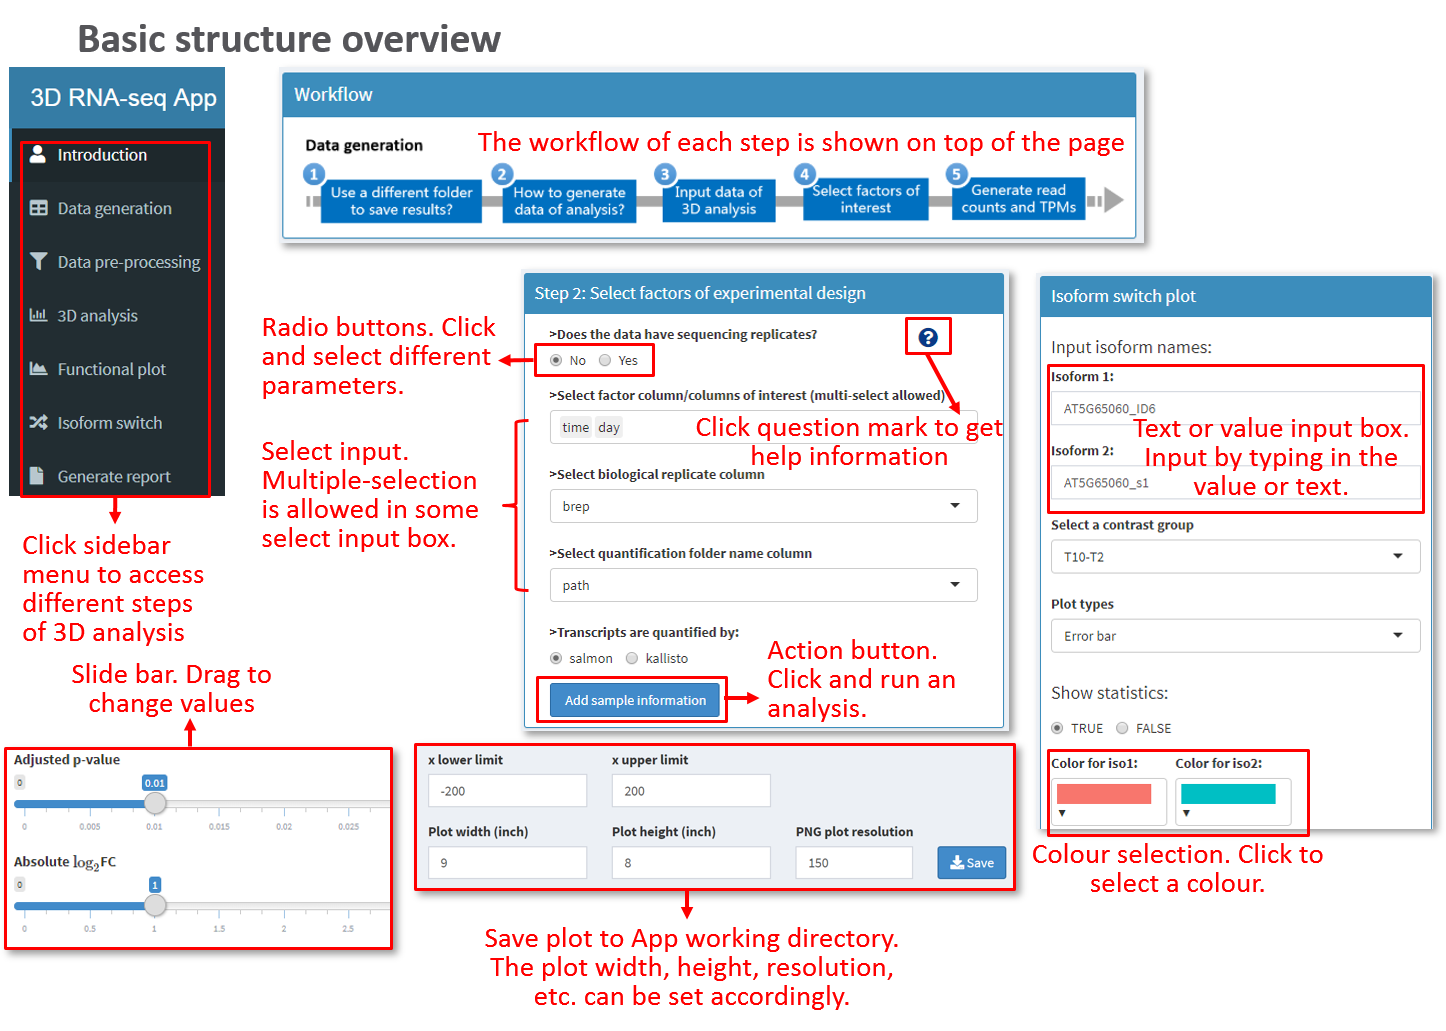 Basic structure overview
3D RNA-seq App
Introduction
Data generation
Data pre-processing
3D analysis
Functional plot
Isoform switch
Generate report
Click sidebar
menu to access
different steps
of 3D analysis
Workflow
Data generation
The workflow of each step is shown on top of the page
1
Use a different folder
to save results?
2
How to generate
data of analysis?
3
Input data of
3D analysis
4
Select factors of
interest
5
Generate read
counts and TPMs
Radio buttons. Click
and select different
parameters.
Select input.
Multiple-selection
is allowed in some
select input box.
Step 2: Select factors of experimental design
>Does the data have sequencing replicates?
?
No Yes
>Select factor column/columns of interest (multi-select allowed)
time day
Click question mark to get
help information
>Select biological replicate column
brep
>Select quantification folder name column
path
>Transcripts are quantified by:
salmon kallisto
Add sample information
Action button.
Click and run an
analysis.
Isoform switch plot
Input isoform names:
Isoform 1:
AT5G65060_ID6
Isoform 2:
AT5G65060_s1
Text or value input box.
Input by typing in the
value or text.
Select a contrast group
T10-T2
Plot types
Error bar
Show statistics:
TRUE FALSE
Color for iso1: Color for iso2:
Colour selection. Click to
select a colour.
Slide bar. Drag to
change values
Adjusted p-value
0 0.01
0 0.005 0.01 0.015 0.02 0.025
Absolute log2FC
0 1
0 0.5 1 1.5 2 2.5
x lower limit x upper limit
-200 200
Plot width (inch) Plot height (inch) PNG plot resolution
9 8 150 Save
Save plot to App working directory.
The plot width, height, resolution,
etc. can be set accordingly.